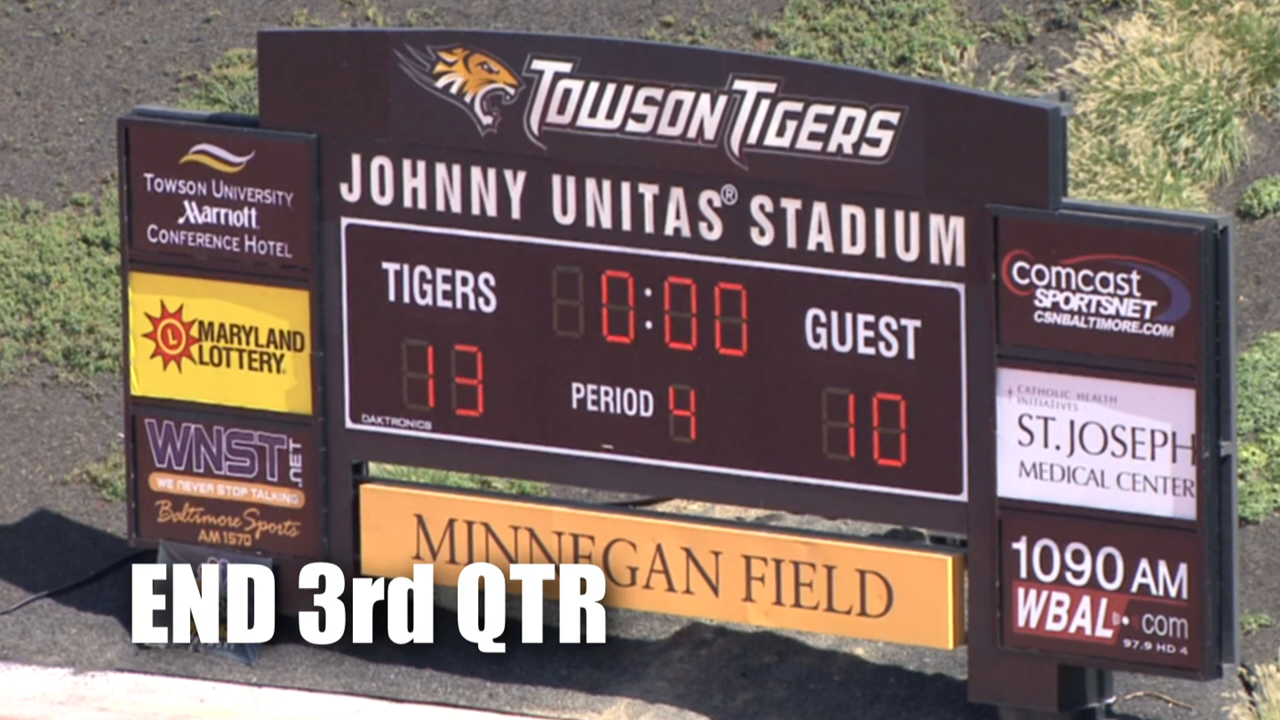 TOWSON TIGERS
JOHNNY UNITAS® STADIUM
TOWSON UNIVERSITY
Marriott
CONFERENCE HOTEL
MARYLAND
LOTTERY
WNST.NET
WE NEVER STOP TALKING
Baltimore Sports
AM 1570
TIGERS
0:00
GUEST
13
PERIOD 4
10
DAKTRONICS
comcast
SPORTSNET
CSNBALTIMORE.COM
CATHOLIC HEALTH
INITIATIVES
ST. JOSEPH
MEDICAL CENTER
1090 AM
WBAL. com
97.9 HD 4
MINNEGAN FIELD
END 3rd QTR